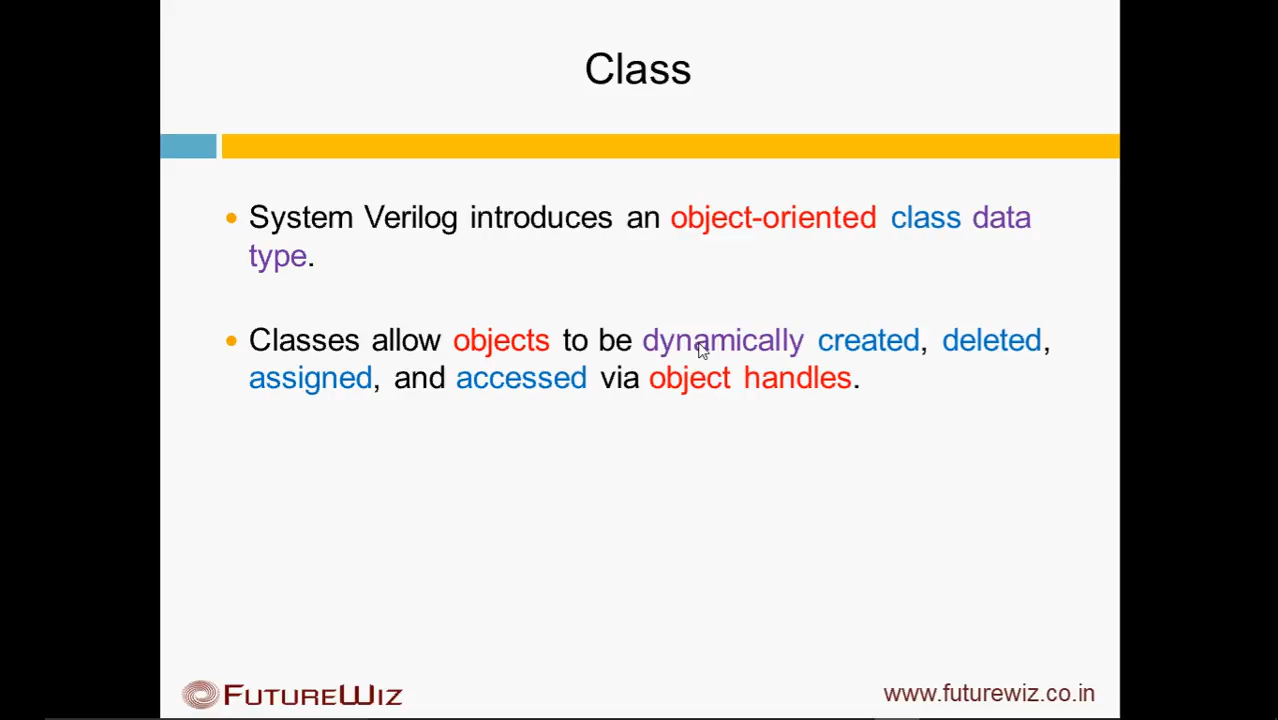 Class
• System Verilog introduces an object-oriented class data
type.
• Classes allow objects to be dynamically created, deleted,
assigned, and accessed via object handles.
FUTUREWIZ
www.futurewiz.co.in